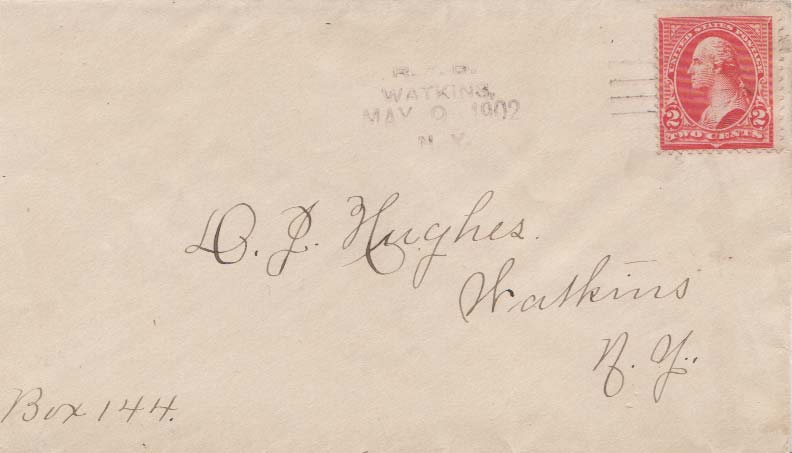 UNITED STATES POSTAGE
2 2
TWO CENTS
R. F. D.
WATKINS,
MAY 9 1902
N. Y.
D. J. Hughes.
Watkins
N. Y.
Box 144.